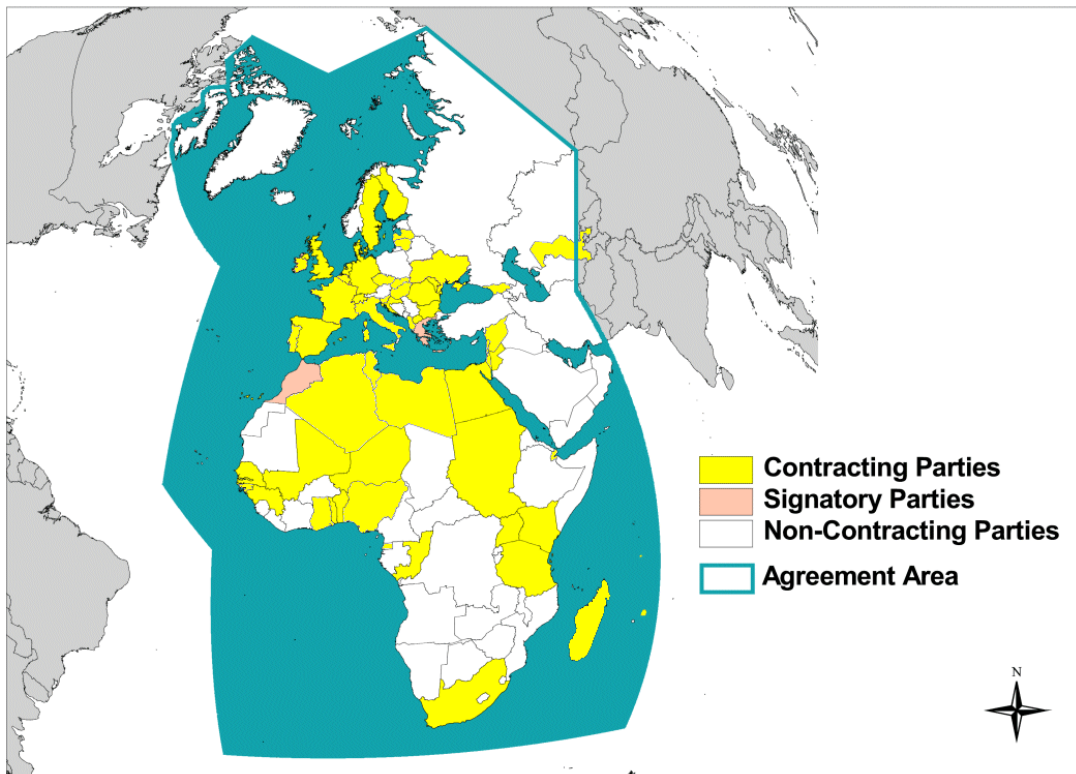 Contracting Parties
Signatory Parties
Non-Contracting Parties
Agreement Area
N